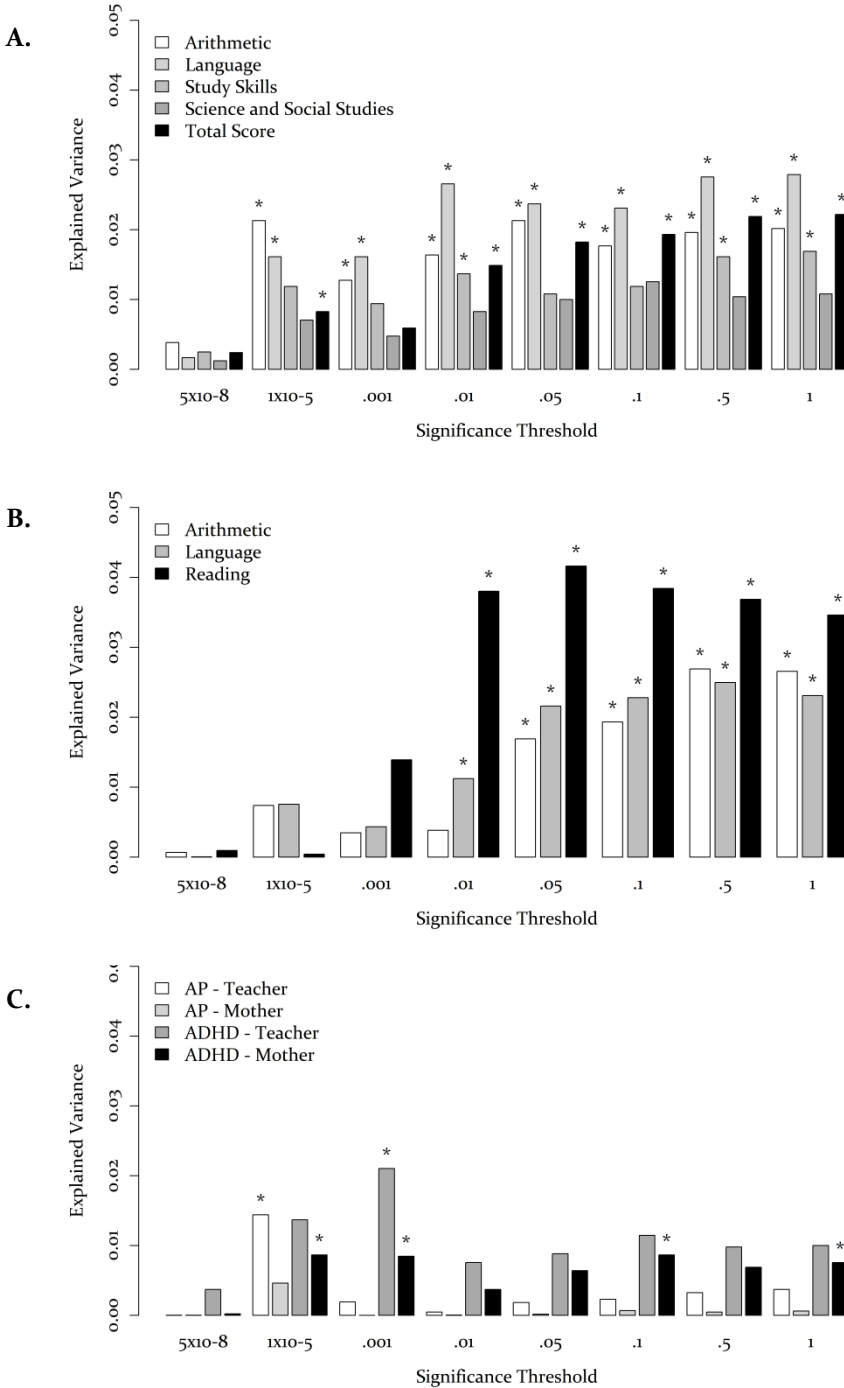 A.
0.05
0.04
0.03
0.02
0.01
0.00
Explained Variance
Arithmetic
Language
Study Skills
Science and Social Studies
Total Score
* * * * * * * * * * * * * * * * * * * * * * * *
5x10-8 1x10-5 .001 .01 .05 .1 .5 1
Significance Threshold
B.
0.05
0.04
0.03
0.02
0.01
0.00
Explained Variance
Arithmetic
Language
Reading
* * * * * * * * * * * * * *
5x10-8 1x10-5 .001 .01 .05 .1 .5 1
Significance Threshold
C.
0.04
0.03
0.02
0.01
0.00
Explained Variance
AP - Teacher
AP - Mother
ADHD - Teacher
ADHD - Mother
* * * * * *
5x10-8 1x10-5 .001 .01 .05 .1 .5 1
Significance Threshold